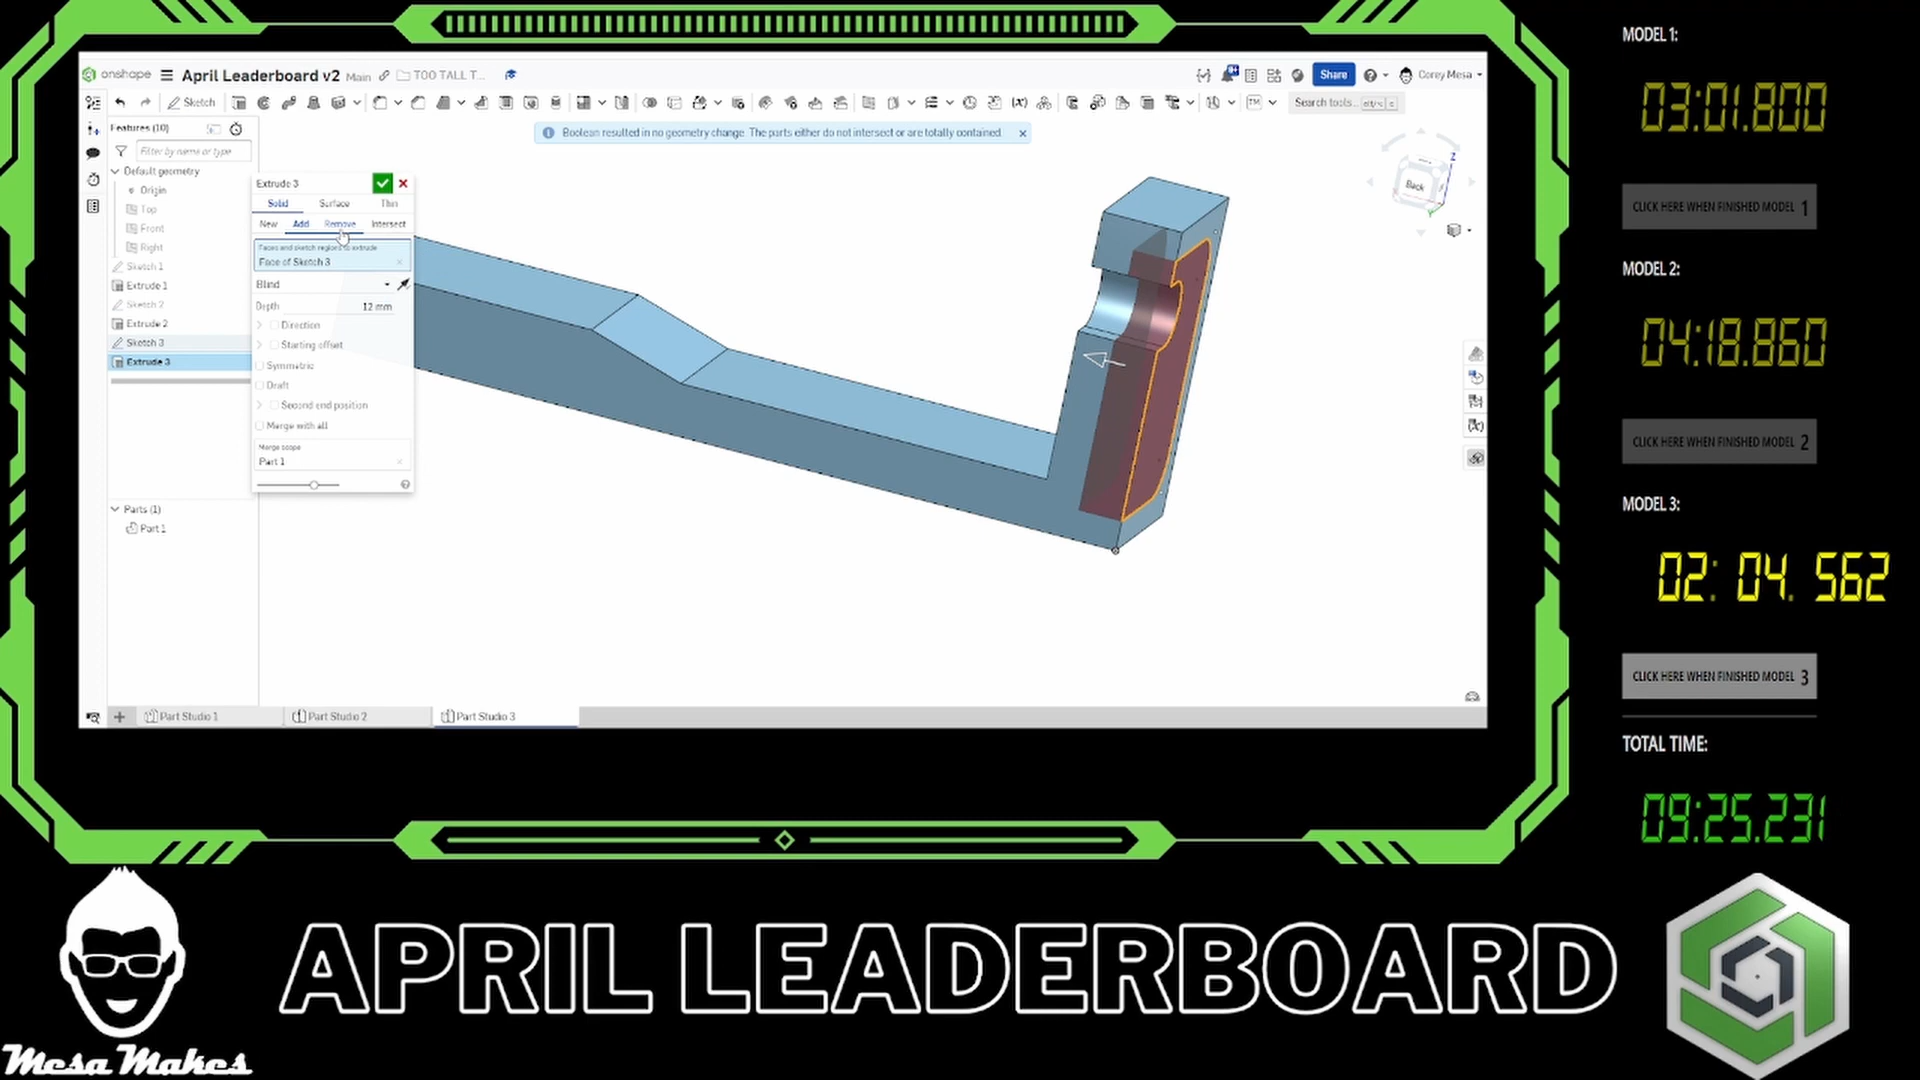 onshape April Leaderboard v2 Main TOO TALL T... Share Corey Mesa
Sketch Search tools... alt/⌥ c
Features (10)
Filter by name or type
Boolean resulted in no geometry change. The parts either do not intersect or are totally contained.
Default geometry
Origin
Top
Front
Right
Sketch 1
Extrude 1
Sketch 2
Extrude 2
Sketch 3
Extrude 3
Parts (1)
Part 1
Extrude 3
Solid Surface Thin
New Add Remove Intersect
Faces and sketch regions to extrude
Face of Sketch 3
Blind
Depth 12 mm
Direction
Starting offset
Symmetric
Draft
Second end position
Merge with all
Merge scope
Part 1
Z
Back
Part Studio 1 Part Studio 2 Part Studio 3
MODEL 1:
03:01.800
CLICK HERE WHEN FINISHED MODEL 1
MODEL 2:
04:18.860
CLICK HERE WHEN FINISHED MODEL 2
MODEL 3:
02: 04. 562
CLICK HERE WHEN FINISHED MODEL 3
TOTAL TIME:
09:25.231
APRIL LEADERBOARD
Mesa Makes